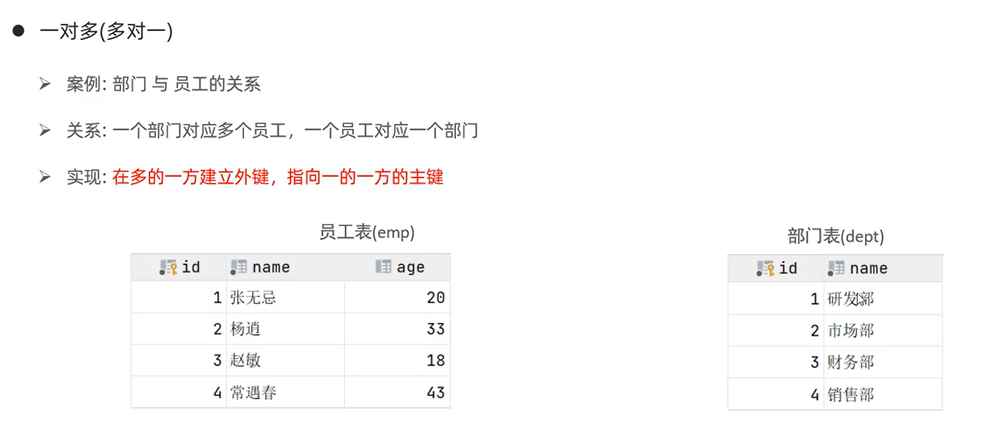 一对多(多对一)
案例: 部门 与 员工的关系
关系: 一个部门对应多个员工，一个员工对应一个部门
实现: 在多的一方建立外键，指向一的一方的主键
员工表(emp)
id name age
1 张无忌 20
2 杨逍 33
3 赵敏 18
4 常遇春 43
部门表(dept)
id name
1 研发部
2 市场部
3 财务部
4 销售部